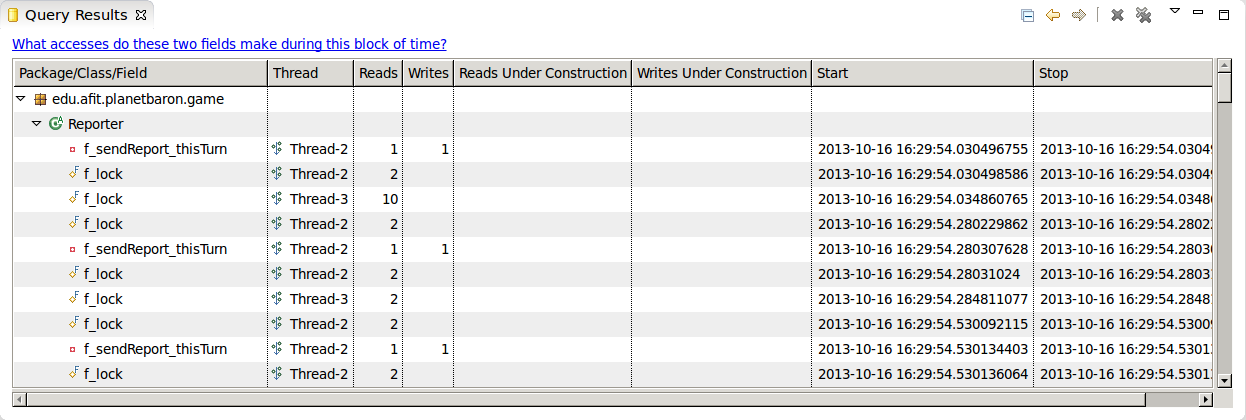 Query Results
What accesses do these two fields make during this block of time?
Package/Class/Field Thread Reads Writes Reads Under Construction Writes Under Construction Start Stop
edu.afit.planetbaron.game
Reporter
f_sendReport_thisTurn Thread-2 1 1 2013-10-16 16:29:54.030496755 2013-10-16 16:29:54.0304
f_lock Thread-2 2 2013-10-16 16:29:54.030498586 2013-10-16 16:29:54.0304
f_lock Thread-3 10 2013-10-16 16:29:54.034860765 2013-10-16 16:29:54.0348
f_lock Thread-2 2 2013-10-16 16:29:54.280229862 2013-10-16 16:29:54.2802
f_sendReport_thisTurn Thread-2 1 1 2013-10-16 16:29:54.280307628 2013-10-16 16:29:54.2803
f_lock Thread-2 2 2013-10-16 16:29:54.28031024 2013-10-16 16:29:54.2803
f_lock Thread-3 2 2013-10-16 16:29:54.284811077 2013-10-16 16:29:54.2848
f_lock Thread-2 2 2013-10-16 16:29:54.530092115 2013-10-16 16:29:54.5300
f_sendReport_thisTurn Thread-2 1 1 2013-10-16 16:29:54.530134403 2013-10-16 16:29:54.5301
f_lock Thread-2 2 2013-10-16 16:29:54.530136064 2013-10-16 16:29:54.5301